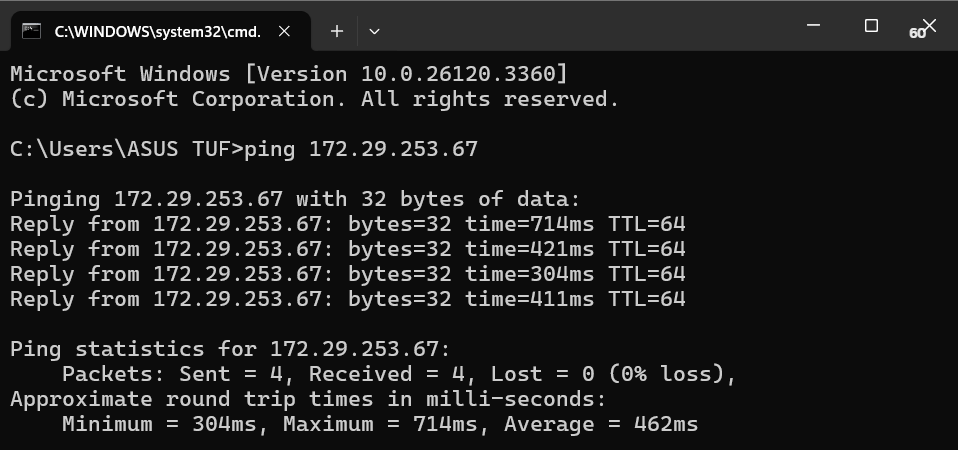 C:\WINDOWS\system32\cmd.
60
Microsoft Windows [Version 10.0.26120.3360]
(c) Microsoft Corporation. All rights reserved.
C:\Users\ASUS TUF>ping 172.29.253.67
Pinging 172.29.253.67 with 32 bytes of data:
Reply from 172.29.253.67: bytes=32 time=714ms TTL=64
Reply from 172.29.253.67: bytes=32 time=421ms TTL=64
Reply from 172.29.253.67: bytes=32 time=304ms TTL=64
Reply from 172.29.253.67: bytes=32 time=411ms TTL=64
Ping statistics for 172.29.253.67:
    Packets: Sent = 4, Received = 4, Lost = 0 (0% loss),
Approximate round trip times in milli-seconds:
    Minimum = 304ms, Maximum = 714ms, Average = 462ms